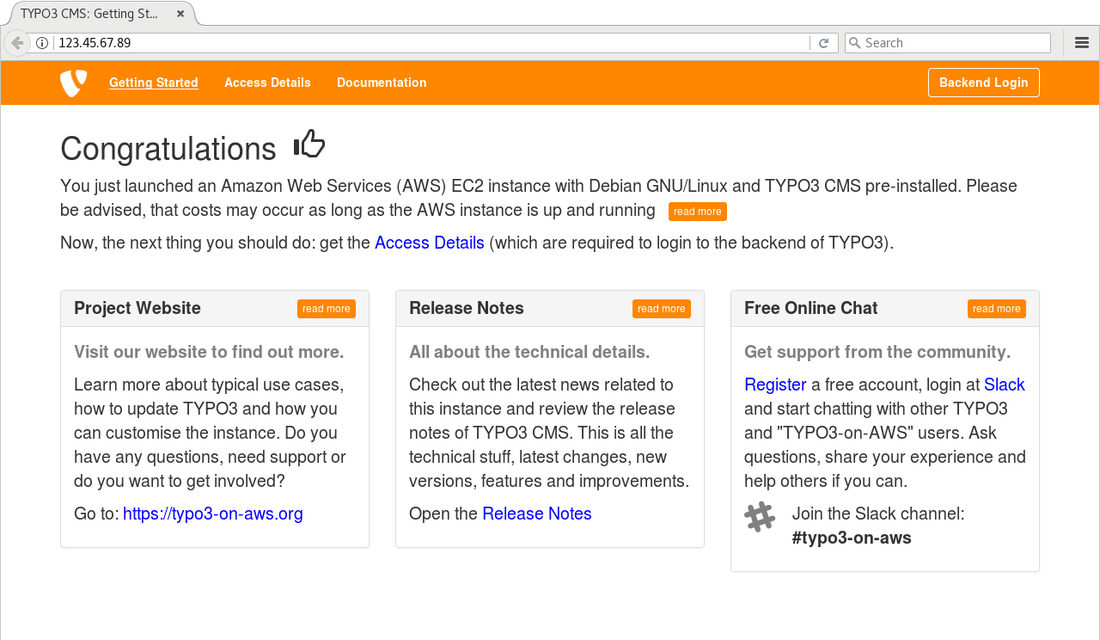 TYPO3 CMS: Getting St...
123.45.67.89
Search
Getting Started
Access Details
Documentation
Backend Login
Congratulations
You just launched an Amazon Web Services (AWS) EC2 instance with Debian GNU/Linux and TYPO3 CMS pre-installed. Please
be advised, that costs may occur as long as the AWS instance is up and running read more
Now, the next thing you should do: get the Access Details (which are required to login to the backend of TYPO3).
Project Website read more
Visit our website to find out more.
Learn more about typical use cases,
how to update TYPO3 and how you
can customise the instance. Do you
have any questions, need support or
do you want to get involved?
Go to: https://typo3-on-aws.org
Release Notes read more
All about the technical details.
Check out the latest news related to
this instance and review the release
notes of TYPO3 CMS. This is all the
technical stuff, latest changes, new
versions, features and improvements.
Open the Release Notes
Free Online Chat read more
Get support from the community.
Register a free account, login at Slack
and start chatting with other TYPO3
and "TYPO3-on-AWS" users. Ask
questions, share your experience and
help others if you can.
Join the Slack channel:
#typo3-on-aws